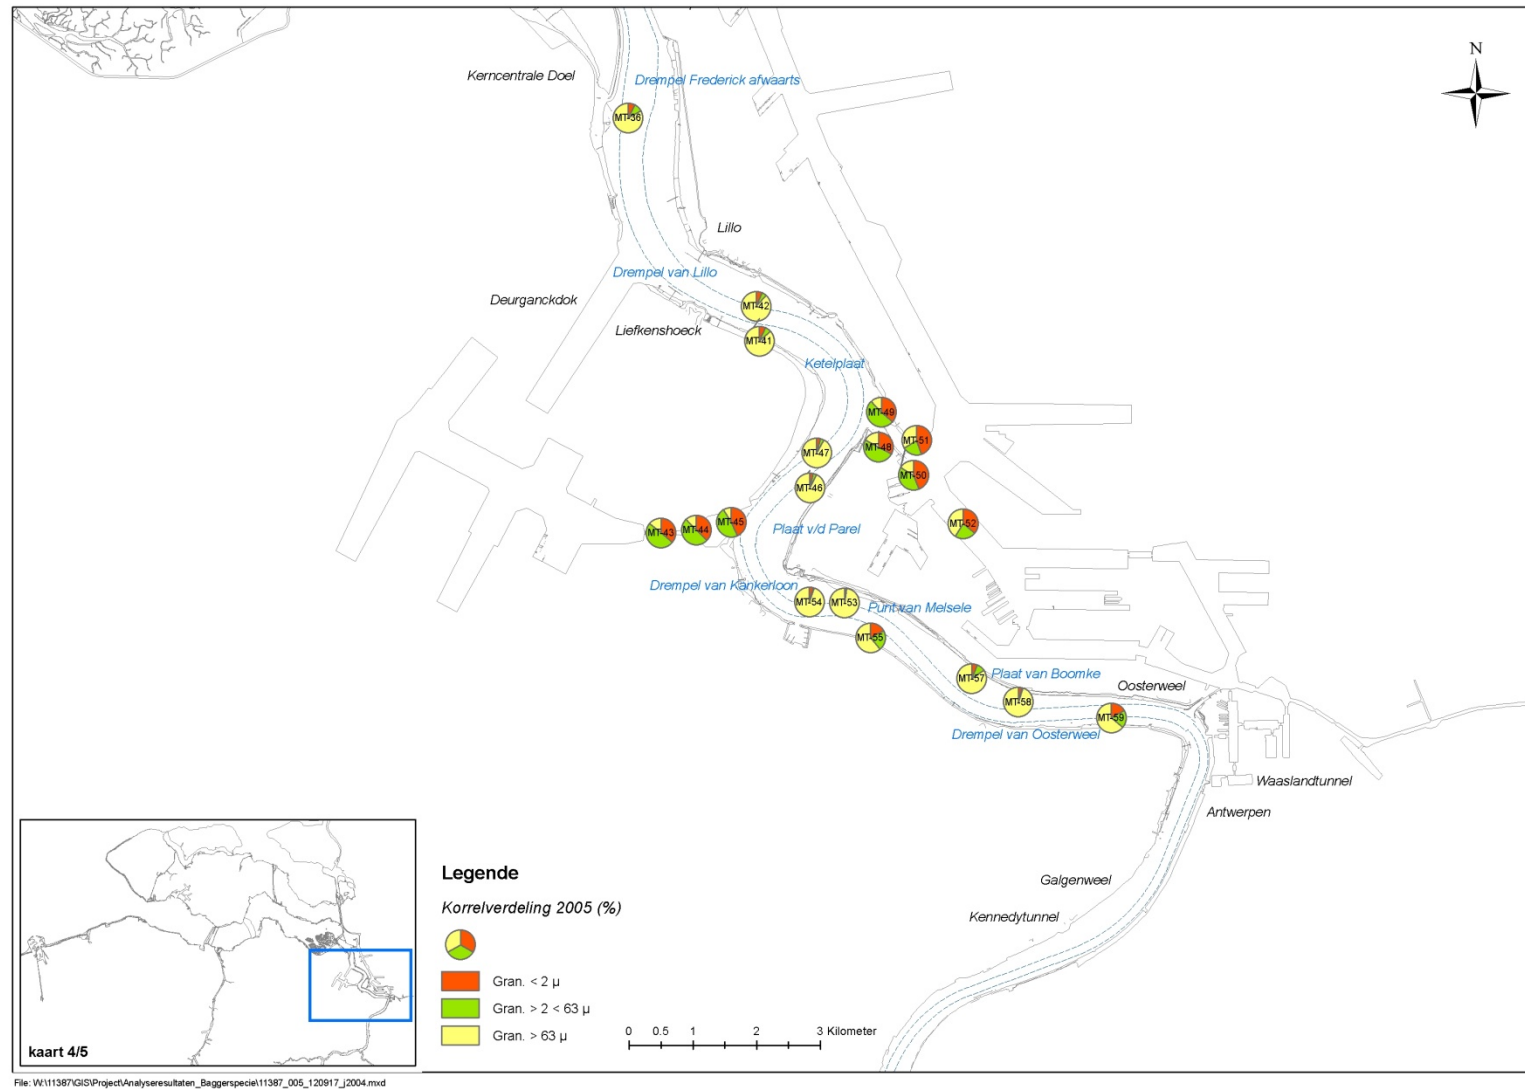 N
Kerncentrale Doel
Drempel Frederick afwaarts
MT-36
Lillo
Drempel van Lillo
Deurganckdok
MT-42
Liefkenshoeck
MT-41
Ketelplaat
MT-49
MT-51
MT-48
MT-47
MT-50
MT-46
MT-45
MT-44
MT-43
Plaat v/d Parel
MT-52
Drempel van Kankerloon
MT-54
MT-53
Punt van Melsele
MT-55
Plaat van Boomke
MT-57
Oosterweel
MT-58
MT-59
Drempel van Oosterweel
Waaslandtunnel
Antwerpen
Galgenweel
Kennedytunnel
Legende
Korrelverdeling 2005 (%)
Gran. < 2 µ
Gran. > 2 < 63 µ
Gran. > 63 µ
0 0.5 1 2 3 Kilometer
kaart 4/5
File: W:\11387\GIS\Project\Analyseresultaten_Baggerspecie\11387_005_120917_j2004.mxd